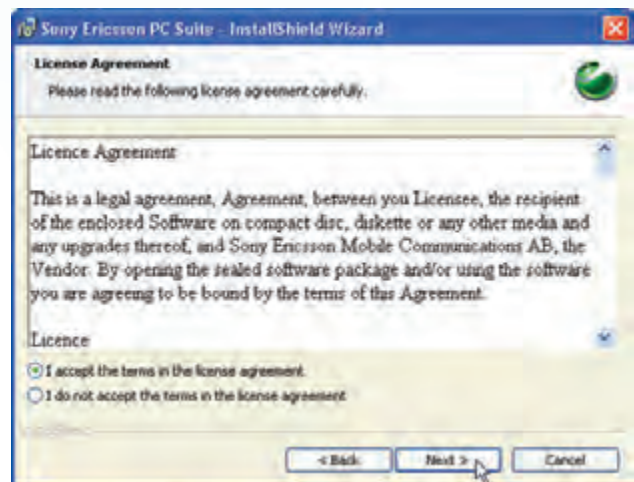 Sony Ericsson PC Suite - InstallShield Wizard
License Agreement
Please read the following license agreement carefully.
Licence Agreement
This is a legal agreement, Agreement, between you Licensee, the recipient
of the enclosed Software on compact disc, diskette or any other media and
any upgrades thereof, and Sony Ericsson Mobile Communications AB, the
Vendor. By opening the sealed software package and/or using the software
you are agreeing to be bound by the terms of this Agreement.
Licence
I accept the terms in the license agreement
I do not accept the terms in the license agreement
< Back Next > Cancel